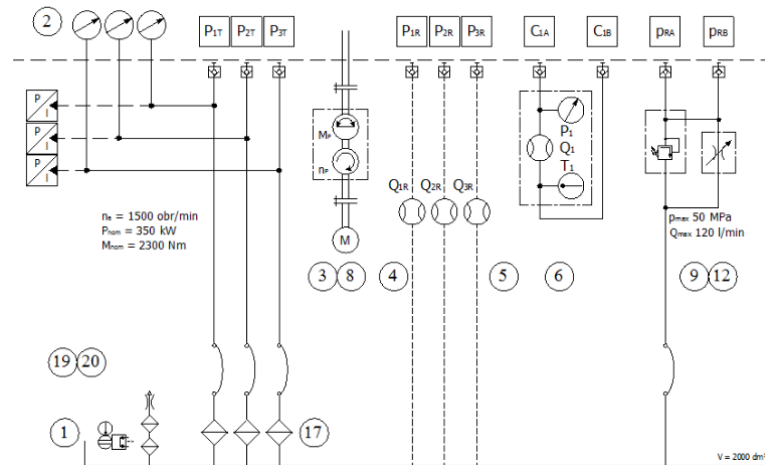 2
P1T P2T P3T P1R P2R P3R C1A C1B pRA pRB
P
I
P
I
P
I
MP
nP
M
P1
Q1
T1
Q1R Q2R Q3R
ns = 1500 obr/min
Pnom = 350 kW
Mnom = 2300 Nm
pmax 50 MPa
Qmax 120 l/min
3 8 4 5 6 9 12
19 20
1
17
V = 2000 dm³